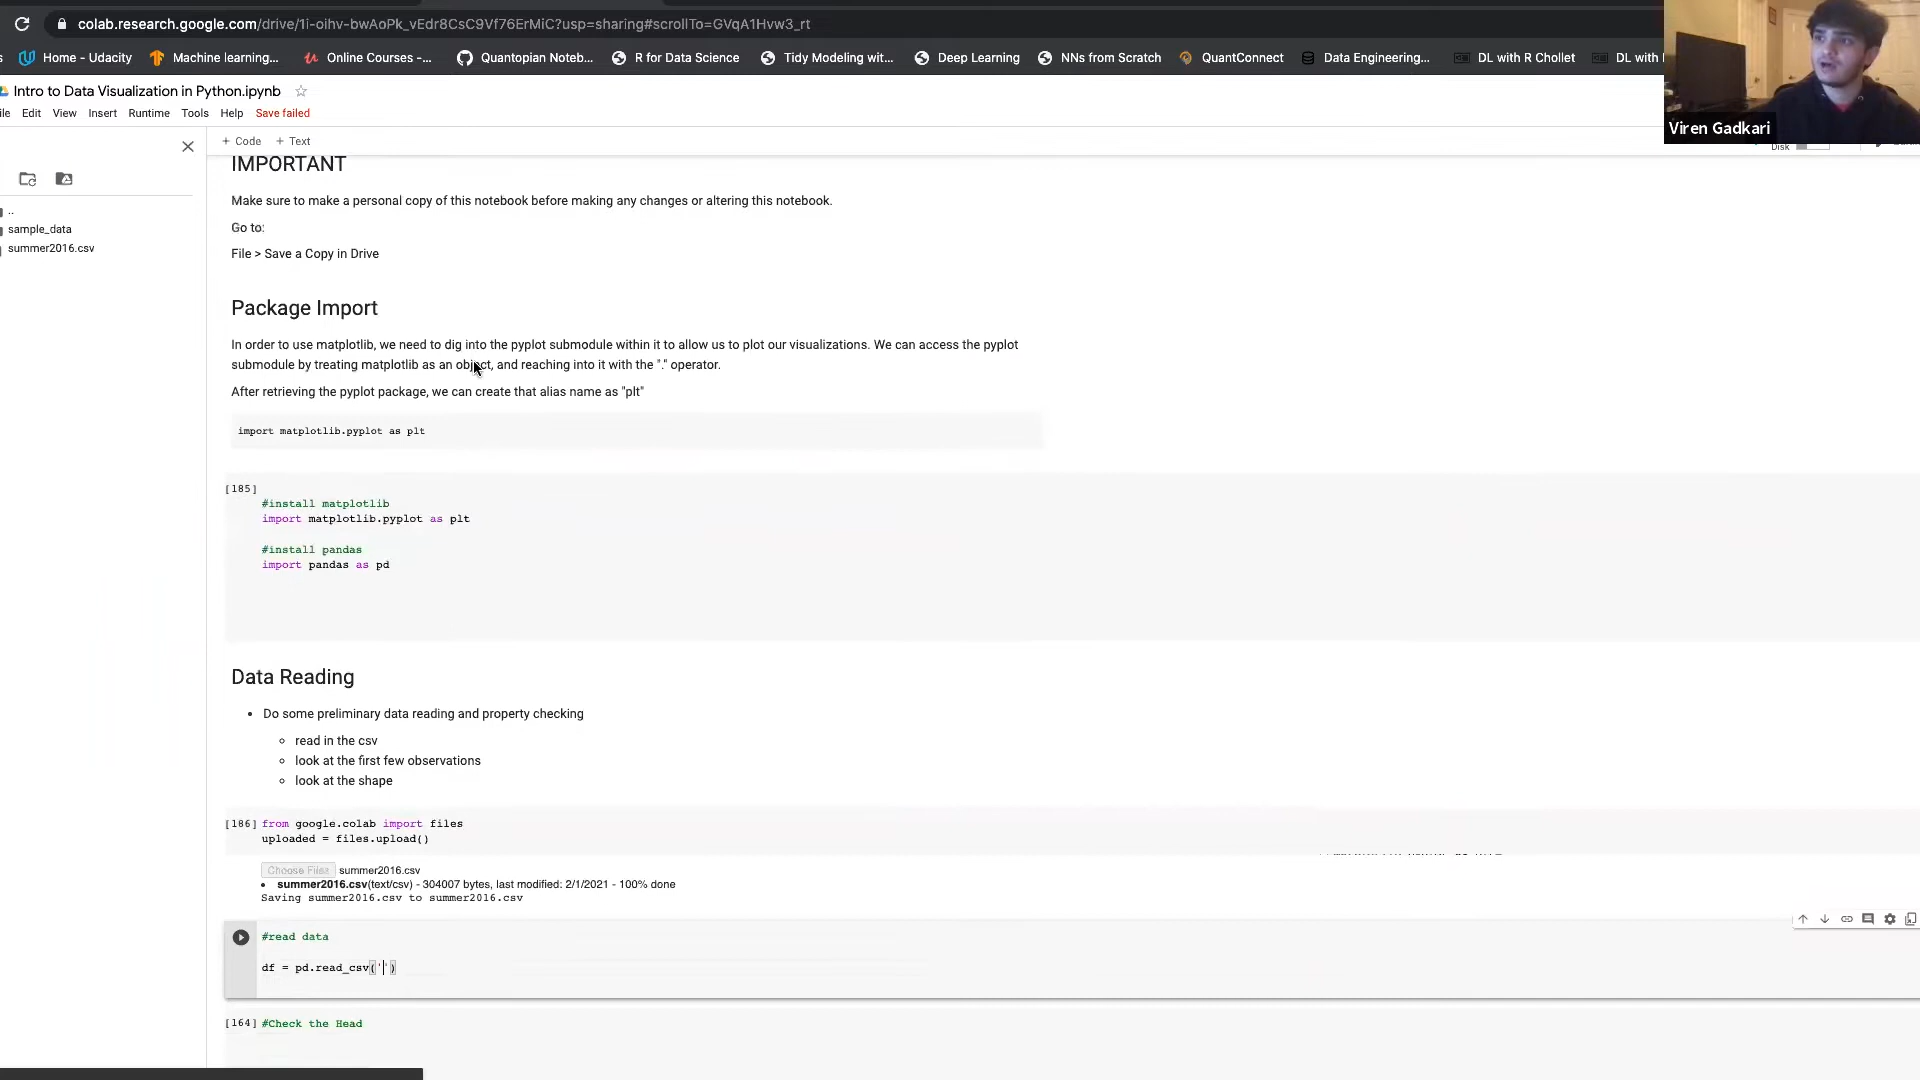 colab.research.google.com/drive/1i-oihv-bwAoPk_vEdr8CsC9Vf76ErMiC?usp=sharing#scrollTo=GVqA1Hvw3_rt
s Home - Udacity Machine learning... Online Courses -... Quantopian Noteb... R for Data Science Tidy Modeling wit... Deep Learning NNs from Scratch QuantConnect Data Engineering... DL with R Chollet DL with
Viren Gadkari
Intro to Data Visualization in Python.ipynb
ile Edit View Insert Runtime Tools Help Save failed
+ Code + Text
Disk
..
sample_data
summer2016.csv
IMPORTANT
Make sure to make a personal copy of this notebook before making any changes or altering this notebook.
Go to:
File > Save a Copy in Drive
Package Import
In order to use matplotlib, we need to dig into the pyplot submodule within it to allow us to plot our visualizations. We can access the pyplot
submodule by treating matplotlib as an object, and reaching into it with the "." operator.
After retrieving the pyplot package, we can create that alias name as "plt"
import matplotlib.pyplot as plt
[185]
#install matplotlib
import matplotlib.pyplot as plt
#install pandas
import pandas as pd
Data Reading
• Do some preliminary data reading and property checking
◦ read in the csv
◦ look at the first few observations
◦ look at the shape
[186] from google.colab import files
uploaded = files.upload()
Choose Files summer2016.csv
• summer2016.csv(text/csv) - 304007 bytes, last modified: 2/1/2021 - 100% done
Saving summer2016.csv to summer2016.csv
#read data
df = pd.read_csv('')
[164] #Check the Head